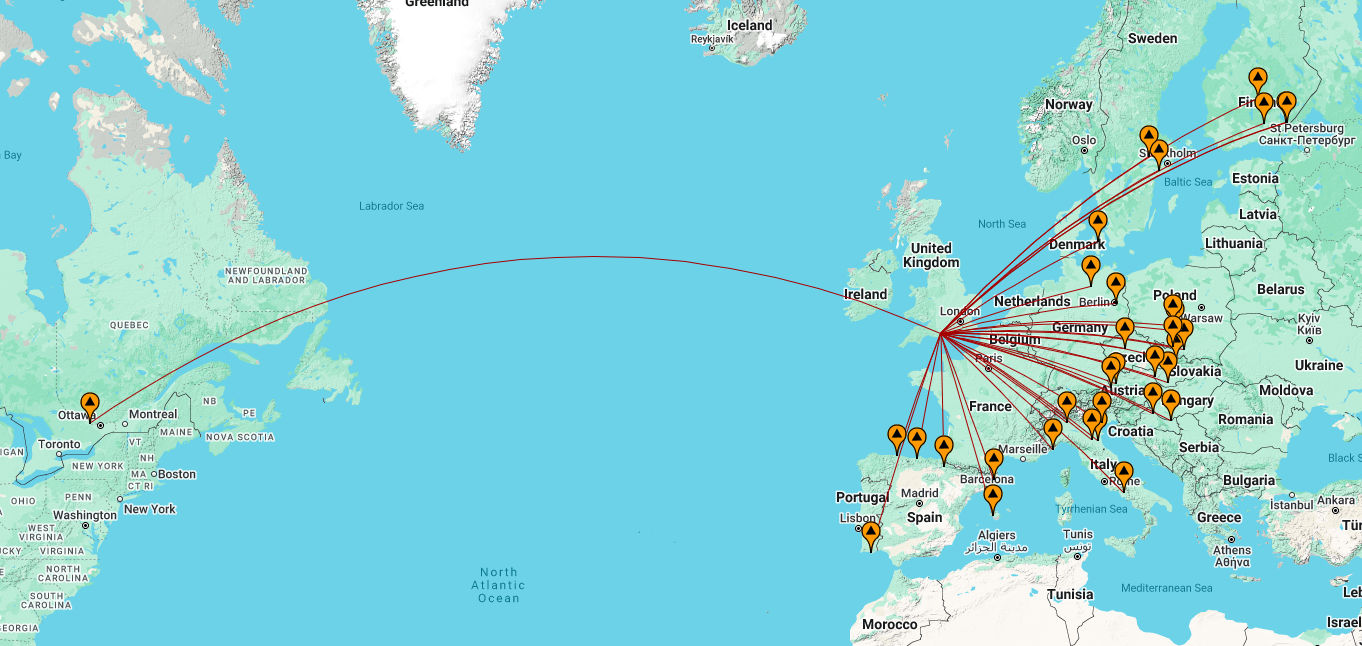 Greenland
Iceland
Reykjavík
Sweden
Norway
Oslo
St Petersburg
Санкт-Петербург
Bay
Labrador Sea
Baltic Sea
Estonia
North Sea
Latvia
Denmark
Lithuania
United
Kingdom
NEWFOUNDLAND
AND LABRADOR
Ireland
Netherlands
Berlin
Poland
Belarus
London
Warsaw
QUEBEC
Germany
Kyiv
Київ
Belgium
Paris
Slovakia
Ukraine
Austria
Moldova
NB
PE
Ottawa
Montreal
France
Romania
MAINE
NOVA SCOTIA
Croatia
Toronto
VT
NH
Marseille
Serbia
IGAN
NEW YORK
MA
Boston
Italy
Black S
CT RI
Barcelona
Rome
Bulgaria
PENN
OHIO
New York
Portugal
Madrid
İstanbul
Ankara
Washington
Lisbon
Spain
Tyrrhenian Sea
Greece
Tür
WEST
VIRGINIA
Algiers
مدينة الجزائر
Tunis
تونس
Athens
Αθήνα
CKY
VIRGINIA
North
Atlantic
Ocean
NORTH
CAROLINA
Tunisia
Mediterranean Sea
Leb
SOUTH
CAROLINA
EORGIA
Morocco
Israel